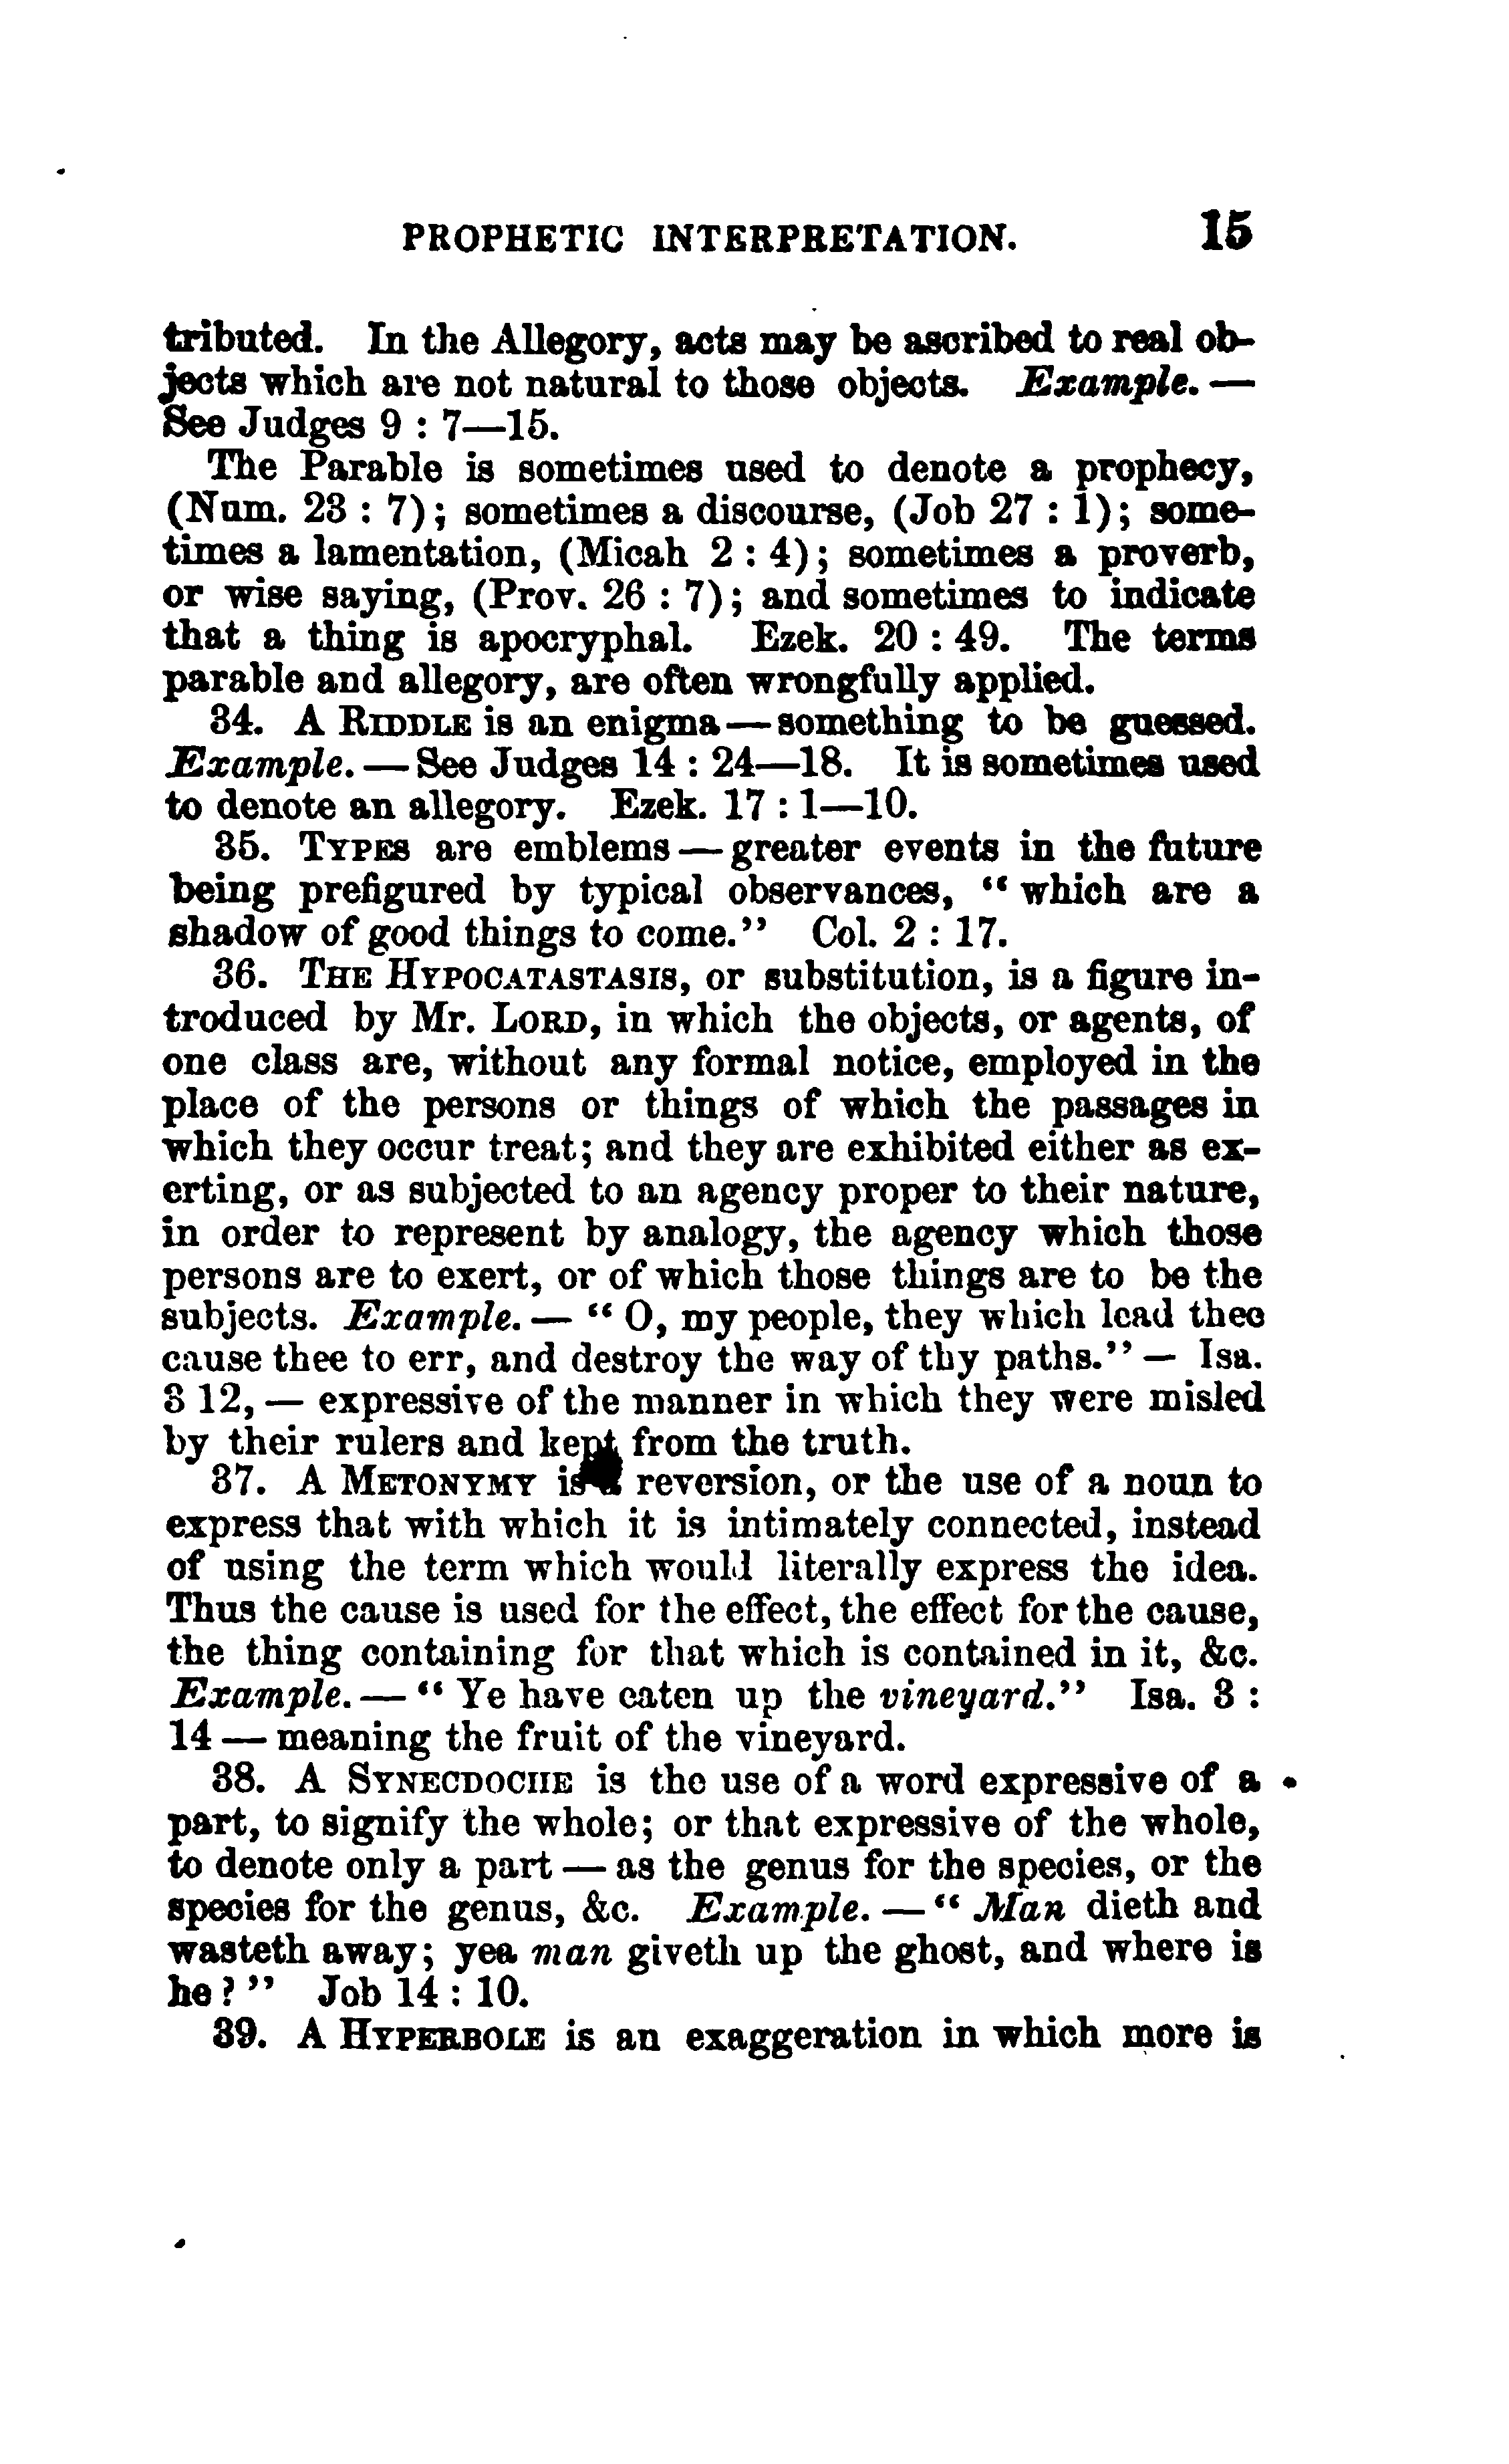 PROPHETIC INTERPRETATION. 15
tributed. In the Allegory, acts may be ascribed to real ob-
jects which are not natural to those objects. Example. —
See Judges 9 : 7—15.
The Parable is sometimes used to denote a prophecy,
(Num. 23 : 7); sometimes a discourse, (Job 27 : 1); some-
times a lamentation, (Micah 2 : 4); sometimes a proverb,
or wise saying, (Prov. 26 : 7); and sometimes to indicate
that a thing is apocryphal. Ezek. 20 : 49. The terms
parable and allegory, are often wrongfully applied.
34. A RIDDLE is an enigma — something to be guessed.
Example. — See Judges 14 : 24—18. It is sometimes used
to denote an allegory. Ezek. 17 : 1—10.
35. TYPES are emblems — greater events in the future
being prefigured by typical observances, “ which are a
shadow of good things to come.” Col. 2 : 17.
36. THE HYPOCATASTASIS, or substitution, is a figure in-
troduced by Mr. LORD, in which the objects, or agents, of
one class are, without any formal notice, employed in the
place of the persons or things of which the passages in
which they occur treat; and they are exhibited either as ex-
erting, or as subjected to an agency proper to their nature,
in order to represent by analogy, the agency which those
persons are to exert, or of which those things are to be the
subjects. Example. — “ O, my people, they which lead thee
cause thee to err, and destroy the way of thy paths.” — Isa.
3 12, — expressive of the manner in which they were misled
by their rulers and kept from the truth.
37. A METONYMY is a reversion, or the use of a noun to
express that with which it is intimately connected, instead
of using the term which would literally express the idea.
Thus the cause is used for the effect, the effect for the cause,
the thing containing for that which is contained in it, &c.
Example. — “ Ye have eaten up the vineyard.” Isa. 3 :
14 — meaning the fruit of the vineyard.
38. A SYNECDOCHE is the use of a word expressive of a
part, to signify the whole; or that expressive of the whole,
to denote only a part — as the genus for the species, or the
species for the genus, &c. Example. — “ Man dieth and
wasteth away; yea man giveth up the ghost, and where is
he? ” Job 14 : 10.
39. A HYPERBOLE is an exaggeration in which more is